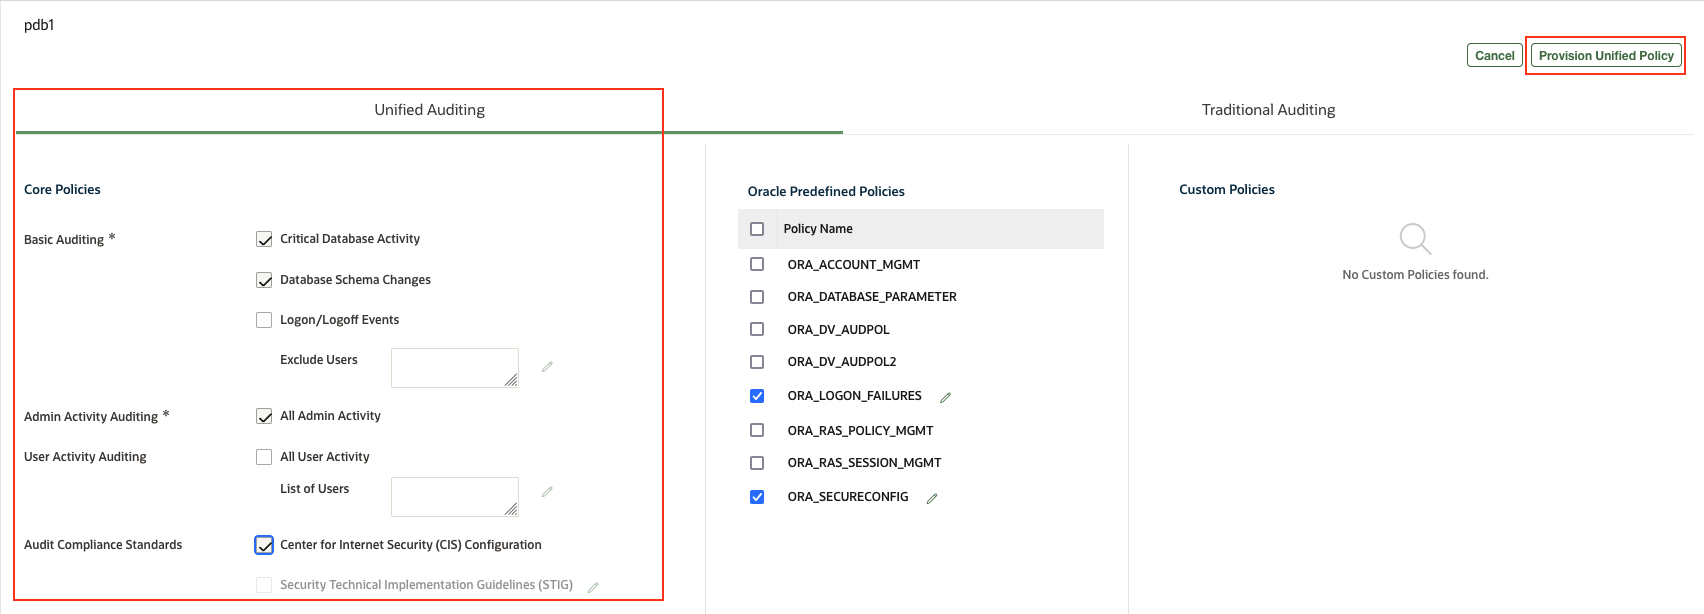 pdb1
Cancel
Provision Unified Policy
Unified Auditing
Traditional Auditing
Core Policies
Basic Auditing *
Critical Database Activity
Database Schema Changes
Logon/Logoff Events
Exclude Users
Admin Activity Auditing *
All Admin Activity
User Activity Auditing
All User Activity
List of Users
Audit Compliance Standards
Center for Internet Security (CIS) Configuration
Security Technical Implementation Guidelines (STIG)
Oracle Predefined Policies
Policy Name
ORA_ACCOUNT_MGMT
ORA_DATABASE_PARAMETER
ORA_DV_AUDPOL
ORA_DV_AUDPOL2
ORA_LOGON_FAILURES
ORA_RAS_POLICY_MGMT
ORA_RAS_SESSION_MGMT
ORA_SECURECONFIG
Custom Policies
No Custom Policies found.